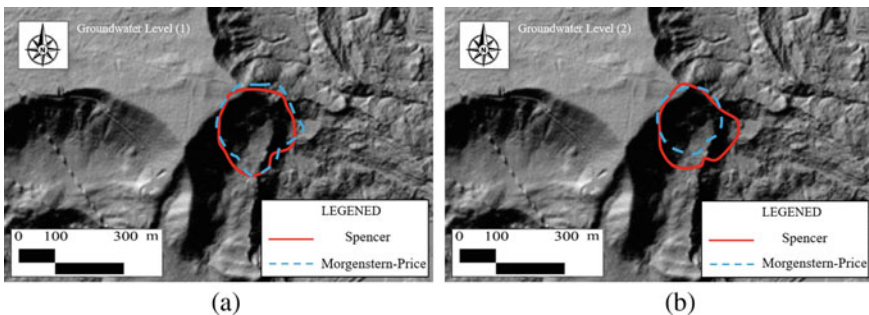 Groundwater Level (1)
N
LEGENED
Spencer
Morgenstern-Price
0 100 300 m
(a)
Groundwater Level (2)
N
LEGENED
Spencer
Morgenstern-Price
0 100 300 m
(b)